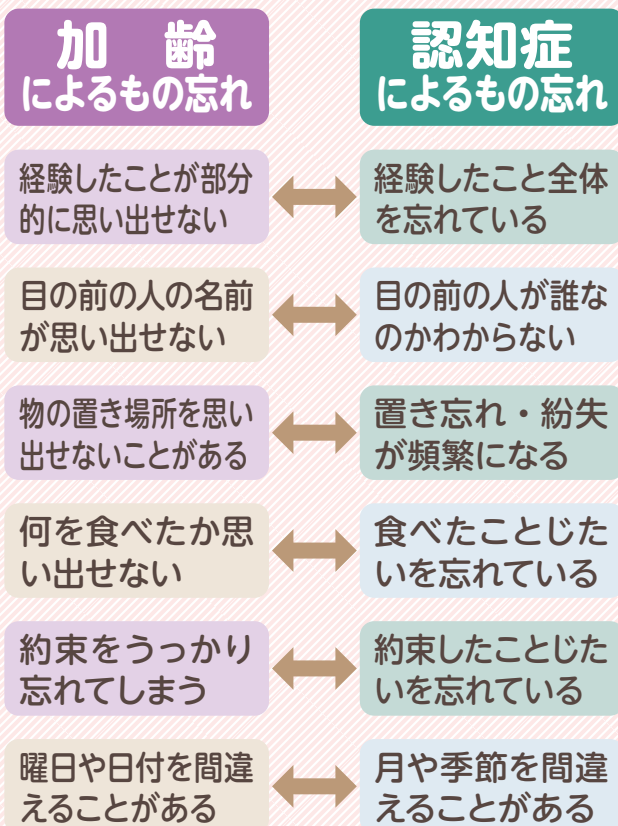 加　齢
によるもの忘れ
認知症
によるもの忘れ
経験したことが部分
的に思い出せない
経験したこと全体
を忘れている
目の前の人の名前
が思い出せない
目の前の人が誰な
のかわからない
物の置き場所を思い
出せないことがある
置き忘れ・紛失
が頻繁になる
何を食べたか思
い出せない
食べたことじた
いを忘れている
約束をうっかり
忘れてしまう
約束したことじた
いを忘れている
曜日や日付を間違
えることがある
月や季節を間違
えることがある